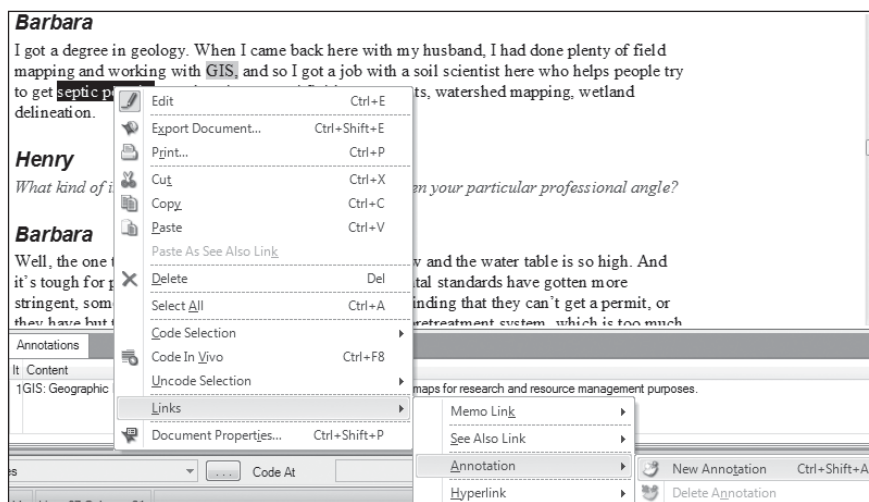 Barbara
I got a degree in geology. When I came back here with my husband, I had done plenty of field
mapping and working with GIS, and so I got a job with a soil scientist here who helps people try
to get septic ts, watershed mapping, wetland
delineation.
Edit Ctrl+E
Export Document... Ctrl+Shift+E
Print... Ctrl+P
Cut Ctrl+X
Copy Ctrl+C
Paste Ctrl+V
Paste As See Also Link
Delete Del
Select All Ctrl+A
Code Selection
Code In Vivo Ctrl+F8
Uncode Selection
Links
Document Properties... Ctrl+Shift+P
Henry
What kind of i en your particular professional angle?
Barbara
Well, the one t v and the water table is so high. And
it's tough for p tal standards have gotten more
stringent, som inding that they can't get a permit, or
they have but t retreatment system, which is too much
Annotations
It Content
1 GIS: Geographic maps for research and resource management purposes.
Memo Link
See Also Link
Annotation
Hyperlink
New Annotation Ctrl+Shift+A
Delete Annotation
es ... Code At